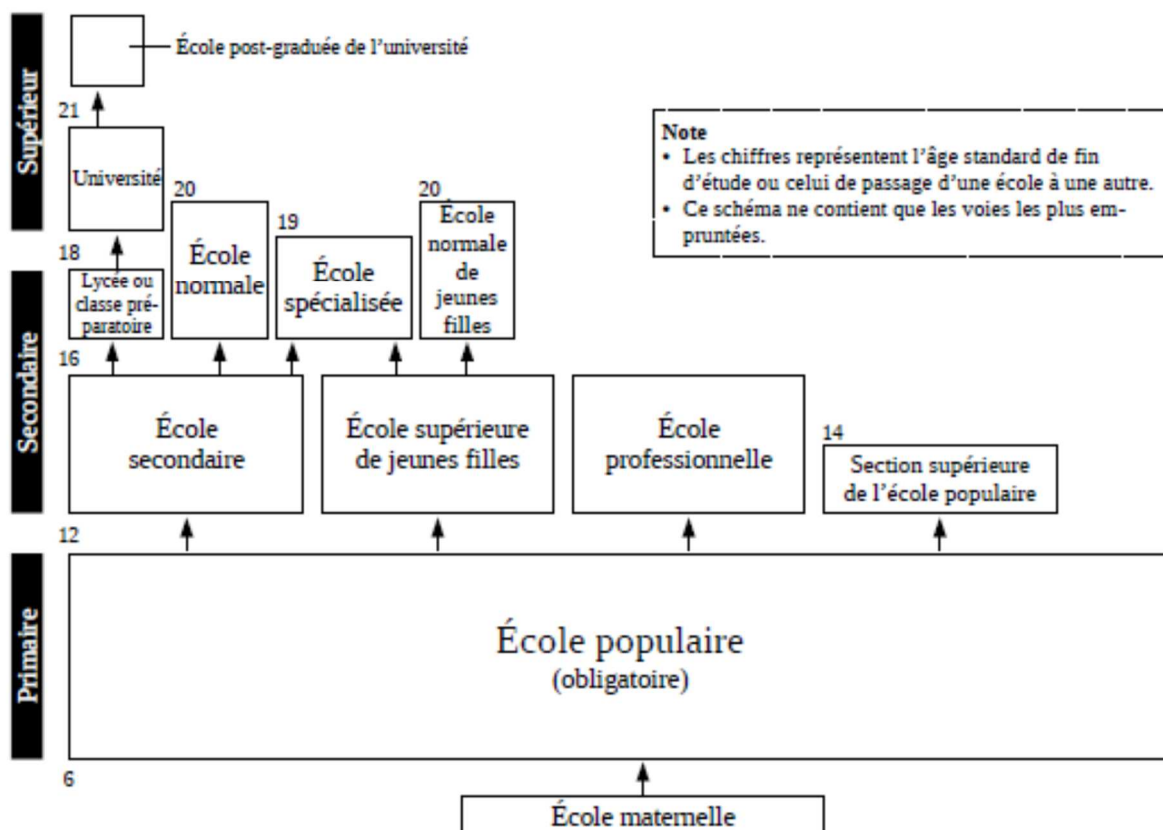 Supérieur
École post-graduée de l’université
21
Université
Note
• Les chiffres représentent l’âge standard de fin
d’étude ou celui de passage d’une école à une autre.
• Ce schéma ne contient que les voies les plus em-
pruntées.
20
École
normale
19
École
spécialisée
20
École
normale
de
jeunes
filles
Secondaire
18
Lycée ou
classe pré-
paratoire
16
École
secondaire
École supérieure
de jeunes filles
École
professionnelle
14
Section supérieure
de l’école populaire
12
Primaire
École populaire
(obligatoire)
6
École maternelle